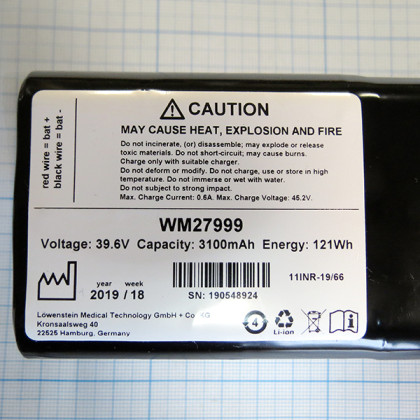 red wire = bat +
black wire = bat -
CAUTION
MAY CAUSE HEAT, EXPLOSION AND FIRE
Do not incinerate, (or) disassemble; may explode or release
toxic materials. Do not short-circuit; may cause burns.
Charge only with suitable charger.
Do not deform or modify. Do not charge, use or store in high
temperature. Do not immerse or wet with water.
Do not subject to strong impact.
Max. Charge Current: 0.6A. Max. Charge Voltage: 45.2V.
WM27999
Voltage: 39.6V Capacity: 3100mAh Energy: 121Wh
year week
2019 / 18
SN: 190548924
11INR-19/66
Löwenstein Medical Technology GmbH + Co. KG
Kronsaalsweg 40
22525 Hamburg, Germany
4
Li-ion